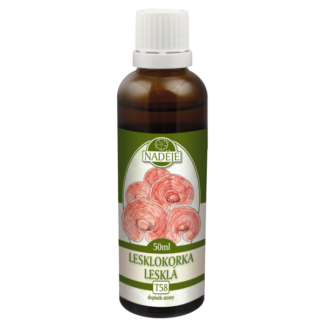 NADĚJE
50ml
LESKLOKORKA
LESKLÁ
T58
doplněk stravy